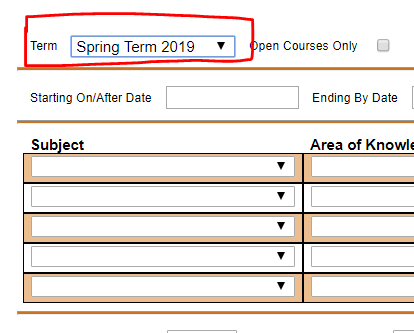 Term Spring Term 2019 Open Courses Only
Starting On/After Date Ending By Date
Subject Area of Knowle